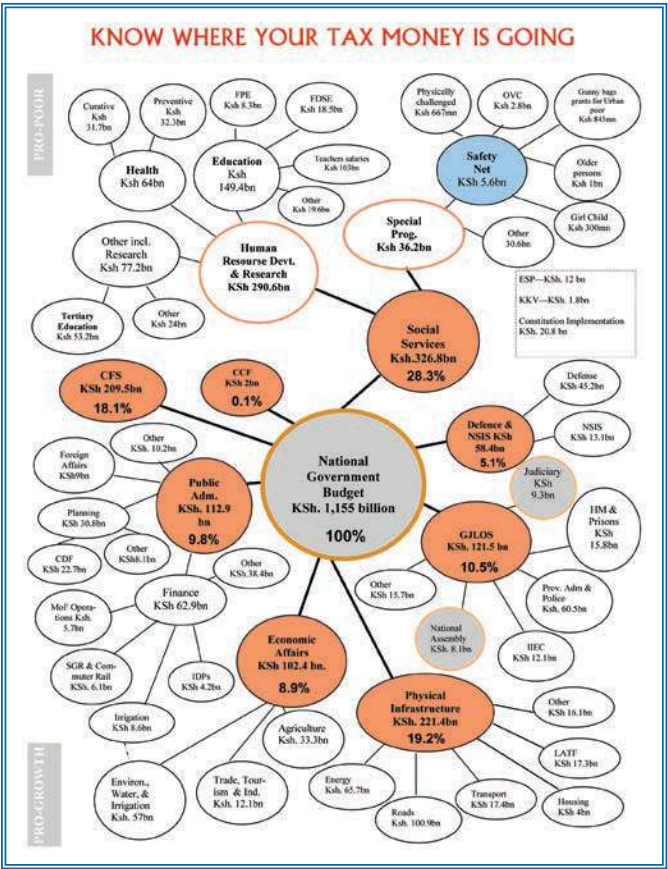 KNOW WHERE YOUR TAX MONEY IS GOING
PRO-POOR
Curative
Ksh
31.7bn
Preventive
Ksh
32.3bn
FPE
Ksh 8.3bn
FDSE
Ksh 18.5bn
Physically
challenged
Ksh 667mn
OVC
Ksh 2.8bn
Gunny bags
grants for Urban
poor
Ksh 845mn
Health
Ksh 64bn
Education
Ksh
149.4bn
Teachers salaries
Ksh 103bn
Other
Ksh 19.6bn
Safety
Net
KSh 5.6bn
Older
persons
Ksh 1bn
Girl Child
Ksh 300mn
Other
30.6bn
Special
Prog.
Ksh 36.2bn
Other incl.
Research
Ksh 77.2bn
Human
Resourse Devt.
& Research
KSh 290.6bn
Tertiary
Education
Ksh 53.2bn
Other
Ksh 24bn
ESP—KSh. 12 bn
KKV—KSh. 1.8bn
Constitution Implementation
KSh. 20.8 bn
Social
Services
Ksh.326.8bn
28.3%
CFS
KSh 209.5bn
18.1%
CCF
KSh 2bn
0.1%
Defense
KSh 45.2bn
Defence &
NSIS KSh
58.4bn
5.1%
NSIS
KSh 13.1bn
National
Government
Budget
KSh. 1,155 billion
100%
Judiciary
KSh
9.3bn
Foreign
Affairs
KSh9bn
Other
KSh. 10.2bn
Public
Adm.
KSh. 112.9
bn
9.8%
Planning
KSh 30.8bn
CDF
KSh 22.7bn
Other
KSh8.1bn
Other
KSh.38.4bn
GJLOS
KSh. 121.5 bn
10.5%
HM &
Prisons
KSh
15.8bn
Prov. Adm &
Police
Ksh. 60.5bn
IIEC
KSh 12.1bn
Other
KSh 15.7bn
National
Assembly
KSh. 8.1bn
Finance
KSh 62.9bn
Mol' Opera-
tions Ksh.
5.7bn
SGR & Com-
muter Rail
KSh. 6.1bn
IDPs
KSh 4.2bn
Irrigation
KSh 8.6bn
Economic
Affairs
KSh 102.4 bn.
8.9%
Agriculture
Ksh. 33.3bn
Environ.,
Water, &
Irrigation
Ksh. 57bn
Trade, Tour-
ism & Ind.
Ksh. 12.1bn
Physical
Infrastructure
KSh. 221.4bn
19.2%
Other
KSh 16.1bn
LATF
KSh 17.3bn
Housing
KSh 4bn
Transport
KSh 17.4bn
Roads
Ksh. 100.9bn
Energy
Ksh. 65.7bn
PRO-GROWTH